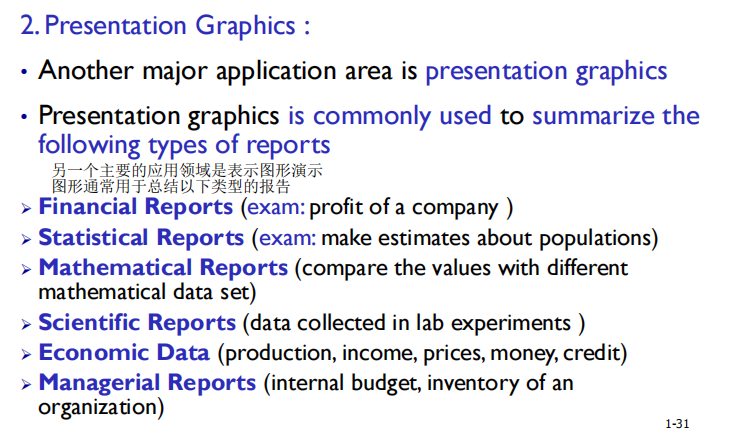 2. Presentation Graphics :
• Another major application area is presentation graphics
• Presentation graphics is commonly used to summarize the
following types of reports
另一个主要的应用领域是表示图形演示
图形通常用于总结以下类型的报告
➢ Financial Reports (exam: profit of a company )
➢ Statistical Reports (exam: make estimates about populations)
➢ Mathematical Reports (compare the values with different
mathematical data set)
➢ Scientific Reports (data collected in lab experiments )
➢ Economic Data (production, income, prices, money, credit)
➢ Managerial Reports (internal budget, inventory of an
organization)
1-31